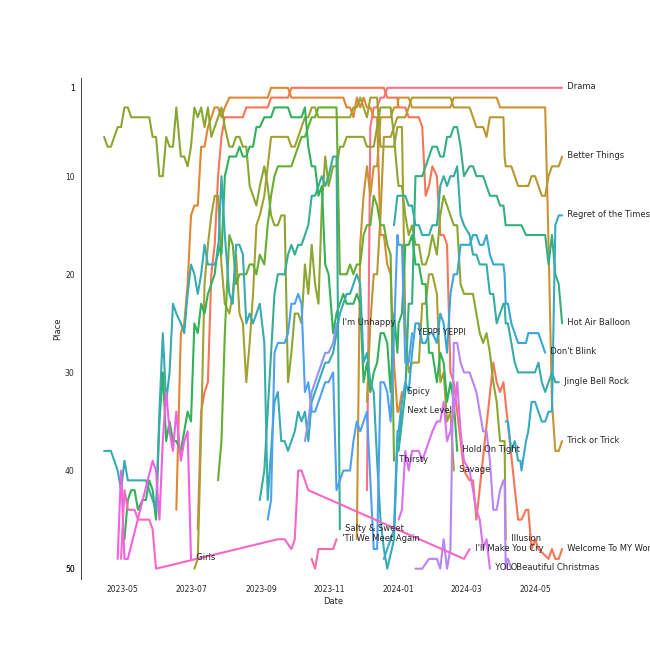 1
Drama
Better Things
10
Regret of the Times
20
I'm Unhappy
YEPPI YEPPI
Hot Air Balloon
Place
Don't Blink
30
Jingle Bell Rock
Spicy
Next Level
Trick or Trick
Hold On Tight
40
Thirsty
Savage
Salty & Sweet
'Til We Meet Again
Illusion
I'll Make You Cry
Welcome To MY Wor
Girls
50
YOLO
Beautiful Christmas
2023-05
2023-07
2023-09
2023-11
2024-01
2024-03
2024-05
Date